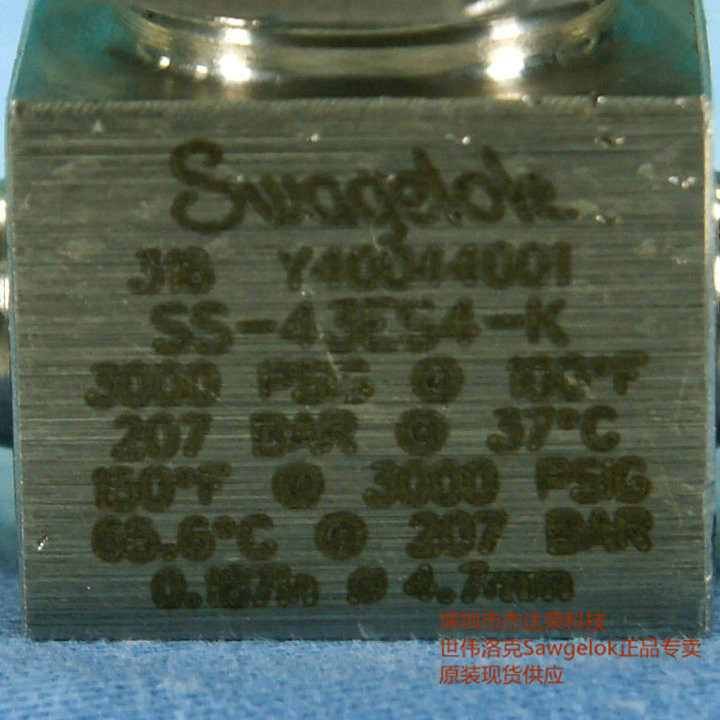 Swagelok
316 Y40044001
SS-43ES4-K
3000 PSIG @ 100°F
207 BAR @ 37°C
150°F @ 3000 PSIG
65.6°C @ 207 BAR
0.187in ø 4.7mm
深圳市杰达荣科技
世伟洛克Sawgelok正品专卖
原装现货供应